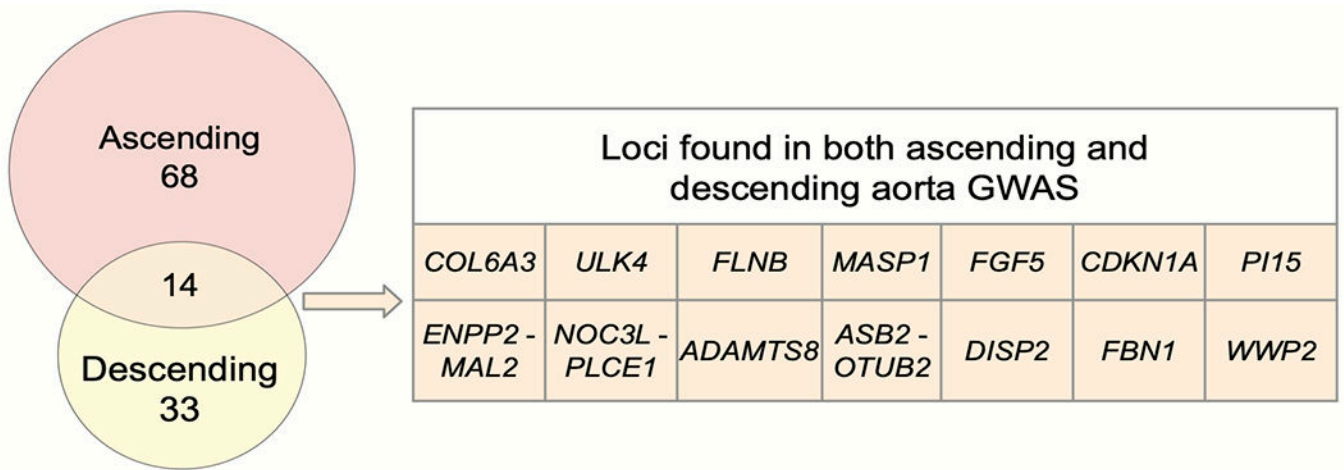 Ascending
68
14
Descending
33
Loci found in both ascending and
descending aorta GWAS
COL6A3 ULK4 FLNB MASP1 FGF5 CDKN1A PI15
ENPP2 -
MAL2
NOC3L -
PLCE1
ADAMTS8
ASB2 -
OTUB2
DISP2
FBN1
WWP2